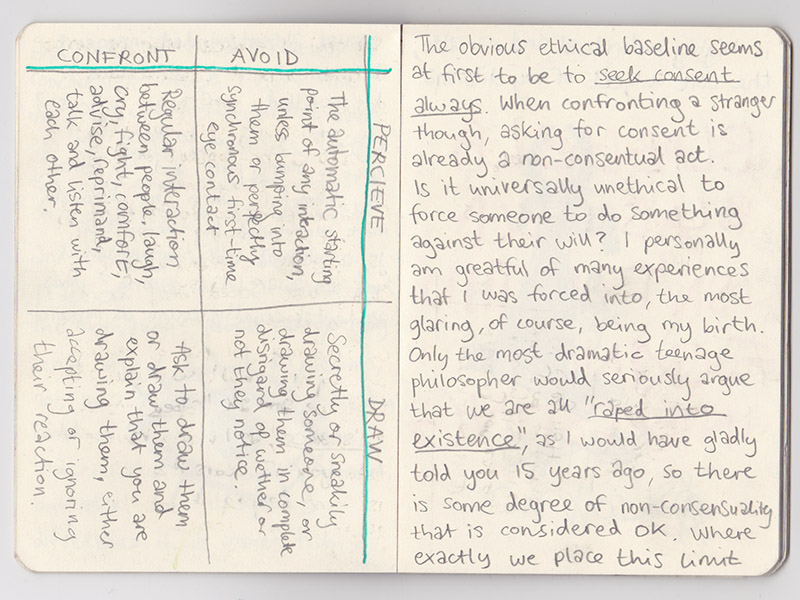 CONFRONT
AVOID
PERCIEVE
DRAW
The automatic starting
point of any interaction,
unless bumping into
them or perfectly
synchronous first-time
eye contact
Regular interaction
between people, laugh,
cry, fight, comfort,
advise, reprimand,
talk and listen with
each other.
Secretly or sneakily
drawing someone, or
drawing them in complete
disigard of wether or
not they notice.
Ask to draw them
or draw them and
explain that you are
drawing them, either
accepting or ignoring
their reaction.
The obvious ethical baseline seems
at first to be to seek consent
always. When confronting a stranger
though, asking for consent is
already a non-consentual act.
Is it universally unethical to
force someone to do something
against their will? I personally
am greatful of many experiences
that I was forced into, the most
glaring, of course, being my birth.
Only the most dramatic teenage
philosopher would seriously argue
that we are all "raped into
existence", as I would have gladly
told you 15 years ago, so there
is some degree of non-consensuality
that is considered OK. Where
exactly we place this limit